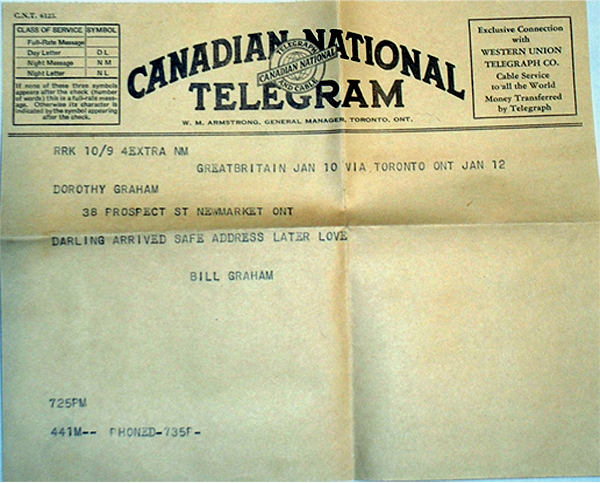 C.N.T. 6123.
CLASS OF SERVICE SYMBOL
Full-Rate Message
Day Letter D L
Night Message N M
Night Letter N L
If none of these three symbols
appears after the check (number
of words) this is a full-rate mess-
age. Otherwise its character is
indicated by the symbol appearing
after the check.
CANADIAN NATIONAL
TELEGRAPH
CANADIAN NATIONAL
AND CABLE
TELEGRAM
W. M. ARMSTRONG, GENERAL MANAGER, TORONTO, ONT.
Exclusive Connection
with
WESTERN UNION
TELEGRAPH CO.
Cable Service
to all the World
Money Transferred
by Telegraph
RRK 10/9 4EXTRA NM
GREATBRITAIN JAN 10 VIA TORONTO ONT JAN 12
DOROTHY GRAHAM
38 PROSPECT ST NEWMARKET ONT
DARLING ARRIVED SAFE ADDRESS LATER LOVE
BILL GRAHAM
725PM
441M-- PHONED-735P-